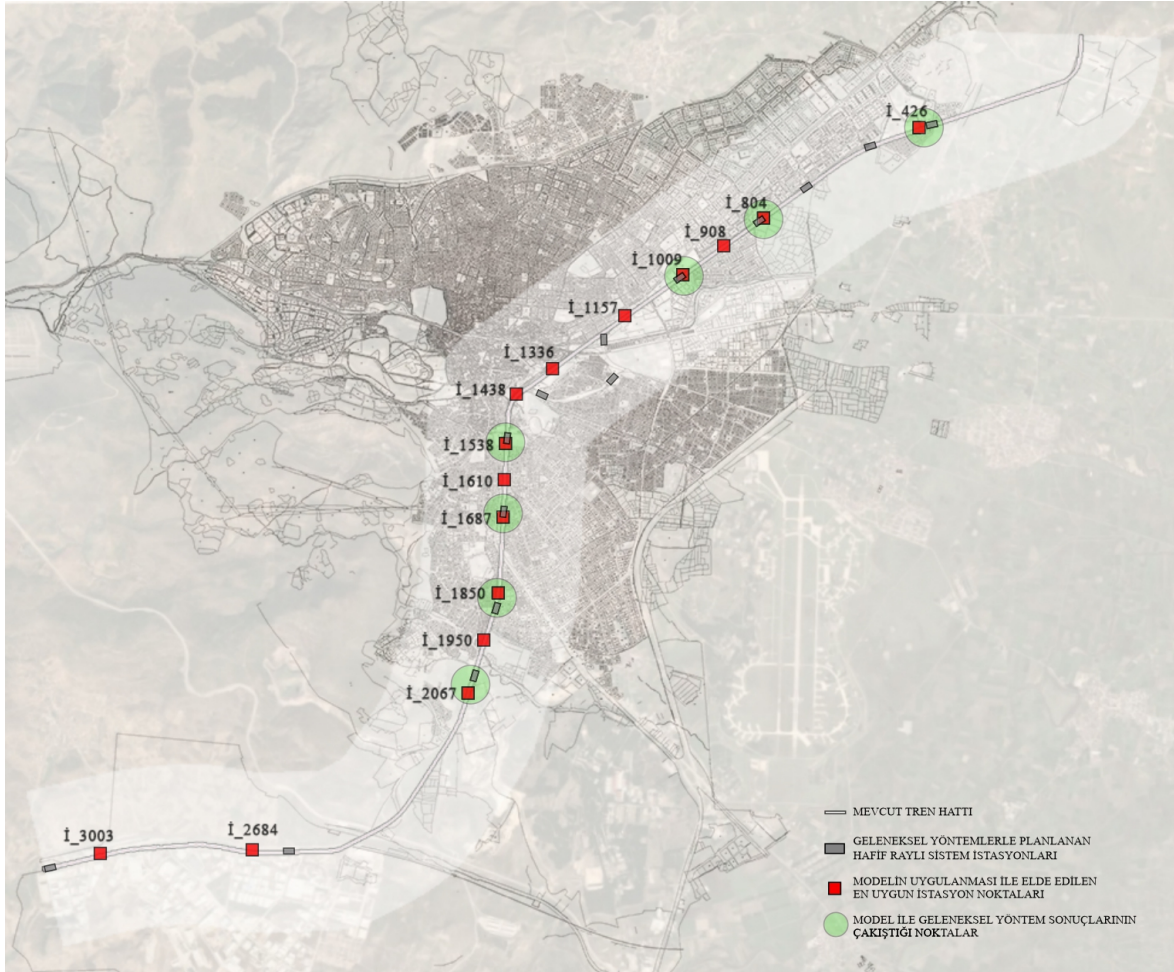 İ_426
İ_804
İ_908
İ_1009
İ_1157
İ_1336
İ_1438
İ_1538
İ_1610
İ_1687
İ_1850
İ_1950
İ_2067
İ_3003
İ_2684
MEVCUT TREN HATTI
GELENEKSEL YÖNTEMLERLE PLANLANAN
HAFİF RAYLI SİSTEM İSTASYONLARI
MODELİN UYGULANMASI İLE ELDE EDİLEN
EN UYGUN İSTASYON NOKTALARI
MODEL İLE GELENEKSEL YÖNTEM SONUÇLARININ
ÇAKIŞTIĞI NOKTALAR